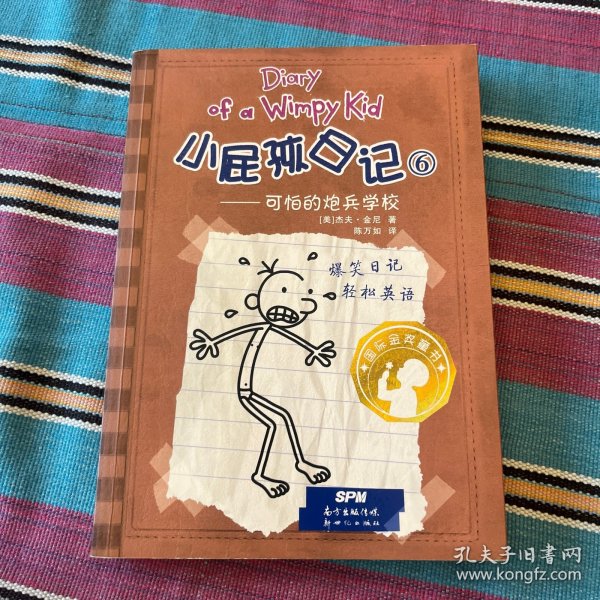 Diary
of a Wimpy Kid
小屁孩日记⑥
——可怕的炮兵学校
[美]杰夫·金尼 著
陈万如 译
爆笑日记
轻松英语
国际金奖童书
SPM
南方出版传媒
新世纪出版社
孔夫子旧书网
www.kongfz.com